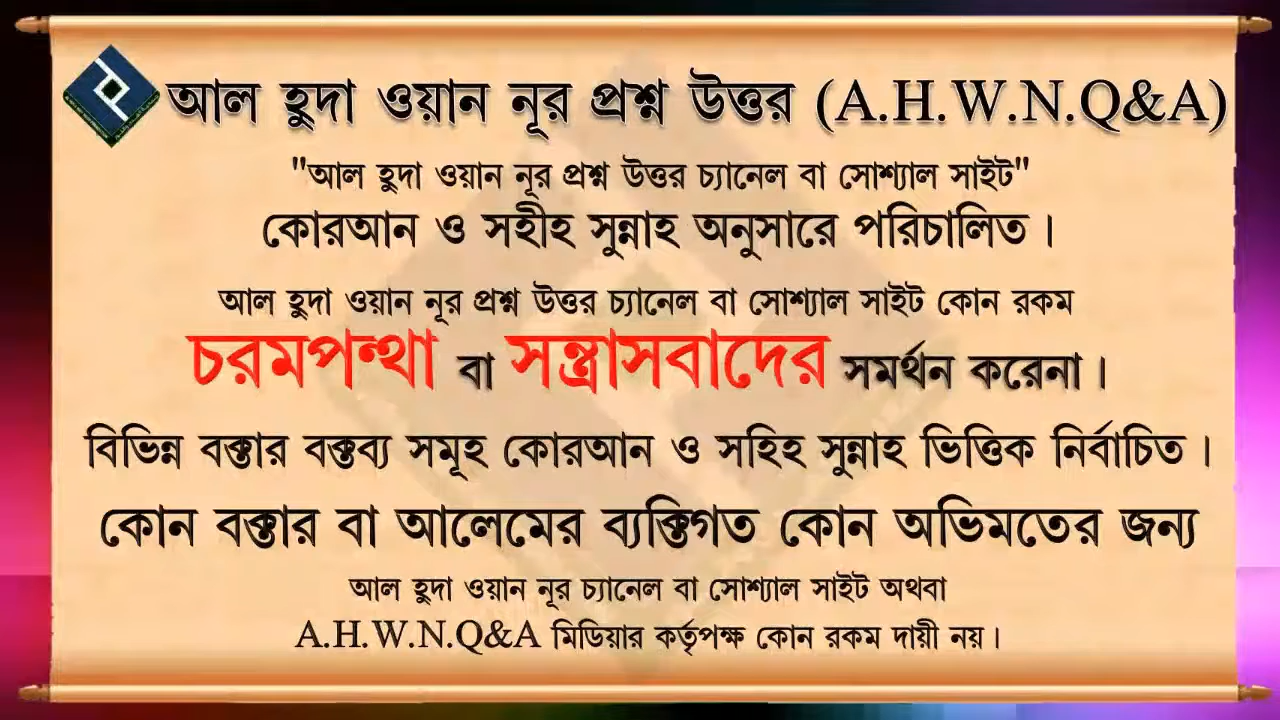 আল হুদা ওয়ান নূর প্রশ্ন উত্তর (A.H.W.N.Q&A)
"আল হুদা ওয়ান নূর প্রশ্ন উত্তর চ্যানেল বা সোশ্যাল সাইট"
কোরআন ও সহীহ সুন্নাহ অনুসারে পরিচালিত।
আল হুদা ওয়ান নূর প্রশ্ন উত্তর চ্যানেল বা সোশ্যাল সাইট কোন রকম
চরমপন্থা বা সন্ত্রাসবাদের সমর্থন করেনা।
বিভিন্ন বক্তার বক্তব্য সমূহ কোরআন ও সহিহ সুন্নাহ ভিত্তিক নির্বাচিত।
কোন বক্তার বা আলেমের ব্যক্তিগত কোন অভিমতের জন্য
আল হুদা ওয়ান নূর চ্যানেল বা সোশ্যাল সাইট অথবা
A.H.W.N.Q&A মিডিয়ার কর্তৃপক্ষ কোন রকম দায়ী নয়।